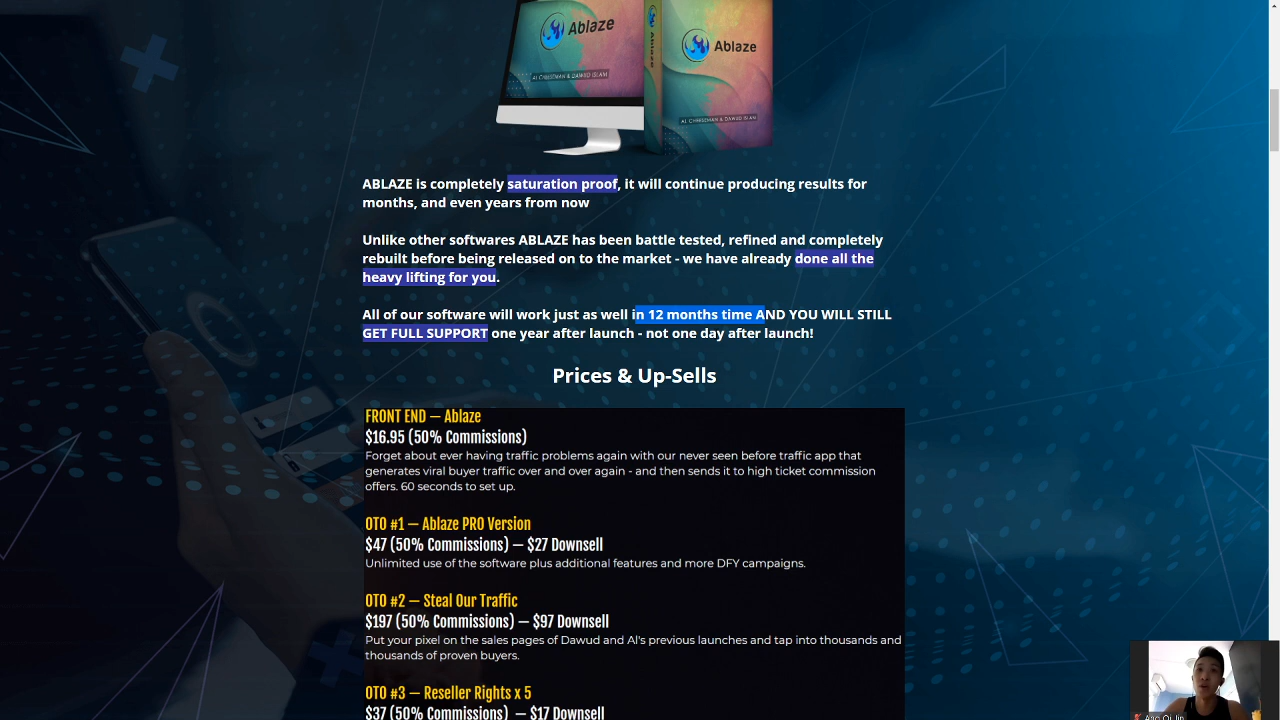 Ablaze
AL CHEESEMAN & DAWUD ISLAM
Ablaze
Ablaze
AL CHEESEMAN & DAWUD ISLAM
ABLAZE is completely saturation proof, it will continue producing results for
months, and even years from now
Unlike other softwares ABLAZE has been battle tested, refined and completely
rebuilt before being released on to the market - we have already done all the
heavy lifting for you.
All of our software will work just as well in 12 months time AND YOU WILL STILL
GET FULL SUPPORT one year after launch - not one day after launch!
Prices & Up-Sells
FRONT END — Ablaze
$16.95 (50% Commissions)
Forget about ever having traffic problems again with our never seen before traffic app that
generates viral buyer traffic over and over again - and then sends it to high ticket commission
offers. 60 seconds to set up.
OTO #1 — Ablaze PRO Version
$47 (50% Commissions) — $27 Downsell
Unlimited use of the software plus additional features and more DFY campaigns.
OTO #2 — Steal Our Traffic
$197 (50% Commissions) — $97 Downsell
Put your pixel on the sales pages of Dawud and Al's previous launches and tap into thousands and
thousands of proven buyers.
OTO #3 — Reseller Rights x 5
$37 (50% Commissions) — $17 Downsell